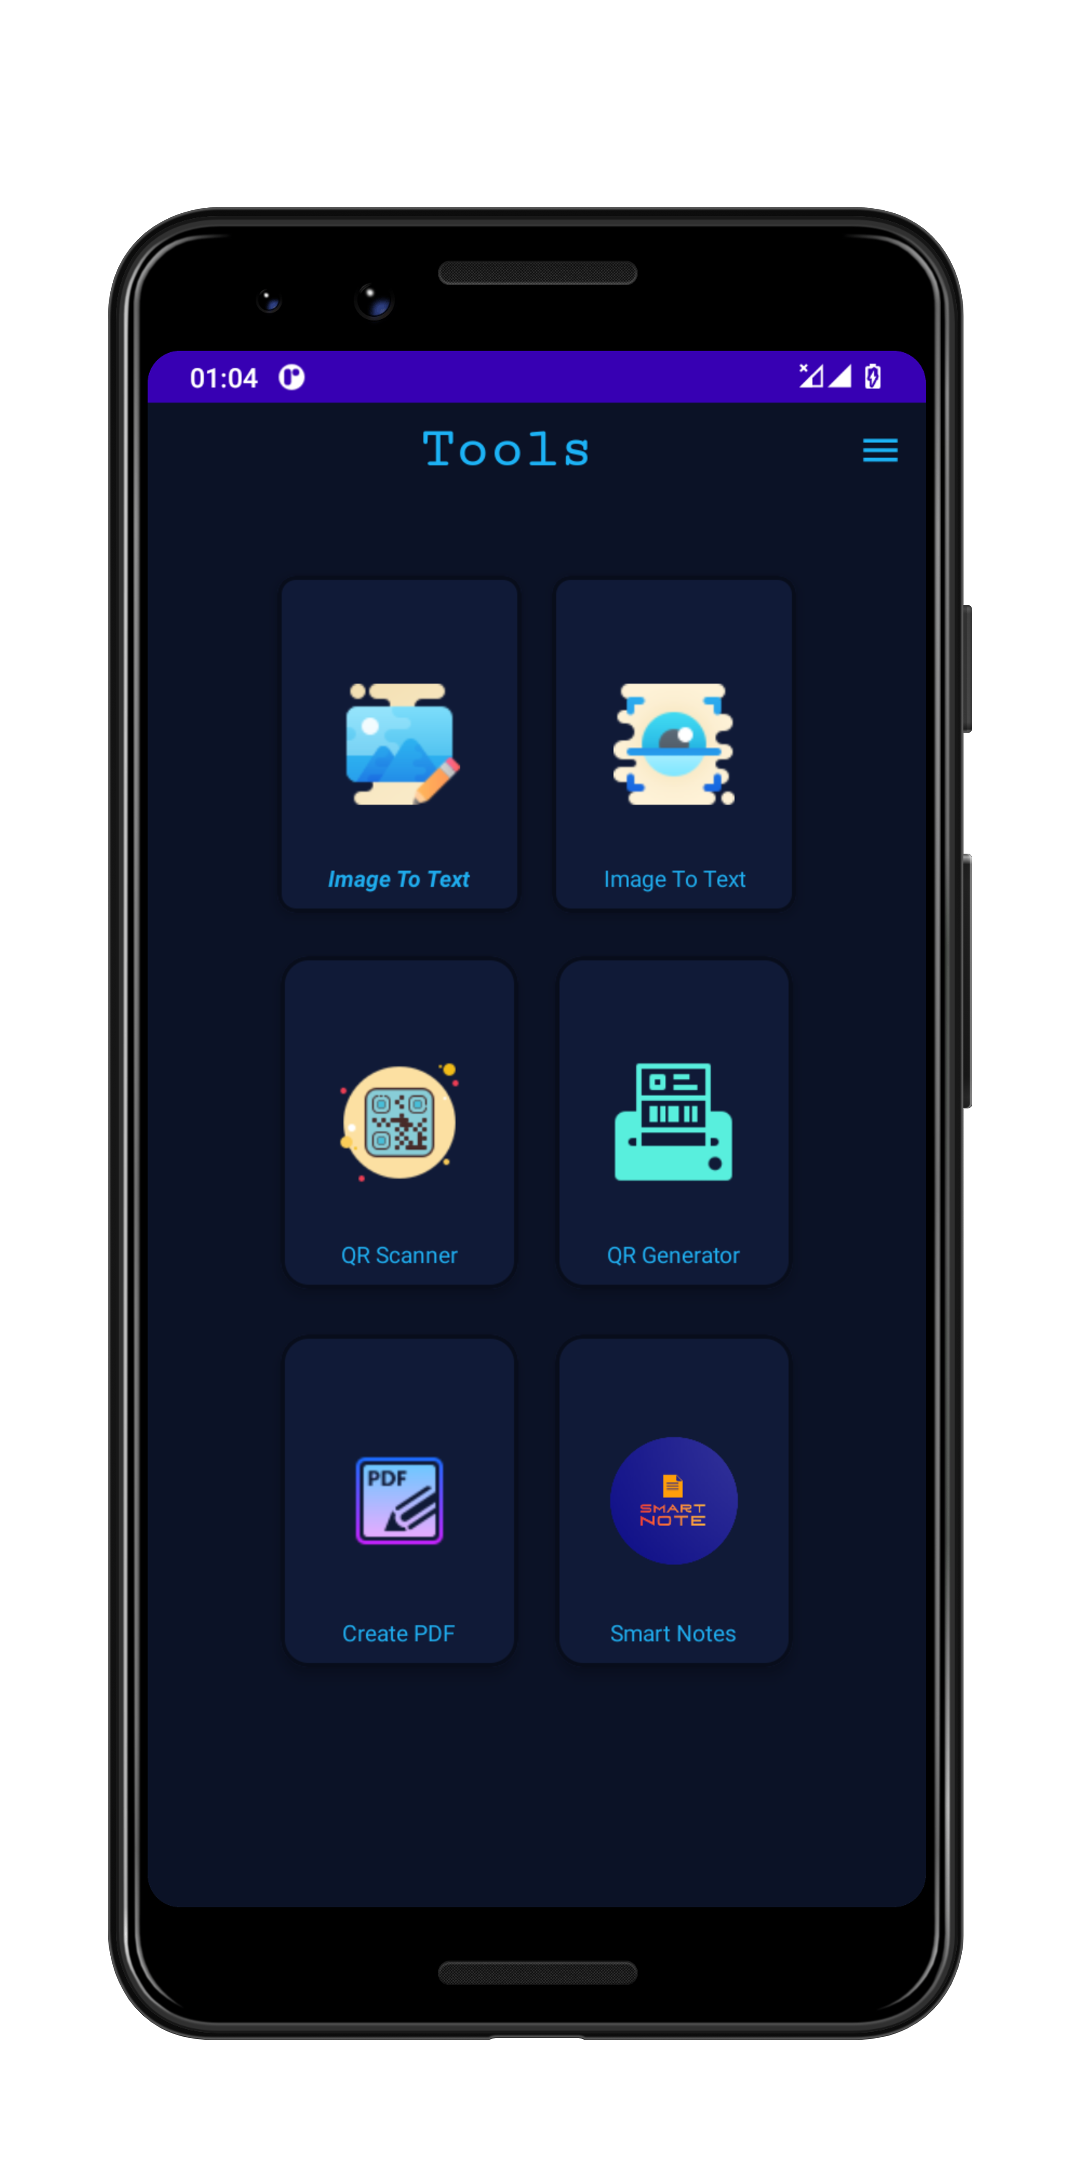 01:04
Tools
Image To Text
Image To Text
QR Scanner
QR Generator
PDF
SMART
NOTE
Create PDF
Smart Notes